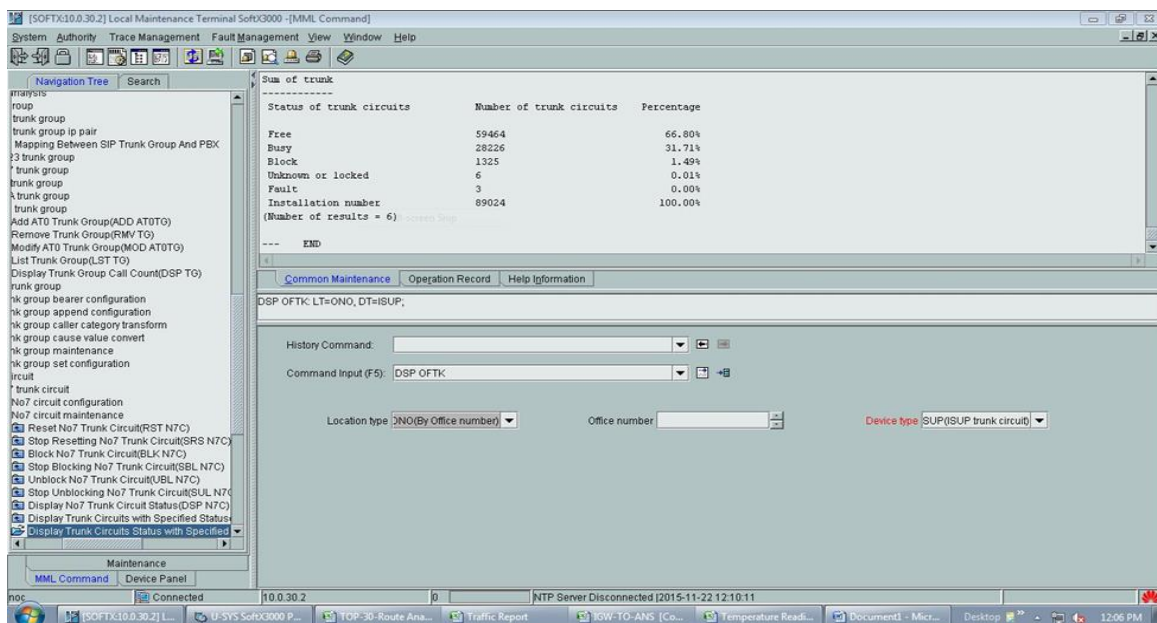 [SOFTX:10.0.30.2] Local Maintenance Terminal SoftX3000 -[MML Command]
System Authority Trace Management Fault Management View Window Help
Navigation Tree Search
roup
trunk group
trunk group ip pair
Mapping Between SIP Trunk Group And PBX
23 trunk group
trunk group
trunk group
A trunk group
trunk group
Add AT0 Trunk Group(ADD AT0TG)
Remove Trunk Group(RMV TG)
Modify AT0 Trunk Group(MOD AT0TG)
List Trunk Group(LST TG)
Display Trunk Group Call Count(DSP TG)
runk group
nk group bearer configuration
nk group append configuration
nk group caller category transform
nk group cause value convert
nk group maintenance
nk group set configuration
ircuit
trunk circuit
No7 circuit configuration
No7 circuit maintenance
Reset No7 Trunk Circuit(RST N7C)
Stop Resetting No7 Trunk Circuit(SRS N7C)
Block No7 Trunk Circuit(BLK N7C)
Stop Blocking No7 Trunk Circuit(SBL N7C)
Unblock No7 Trunk Circuit(UBL N7C)
Stop Unblocking No7 Trunk Circuit(SUL N7C
Display No7 Trunk Circuit Status(DSP N7C)
Display Trunk Circuits with Specified Status
Display Trunk Circuits Status with Specified
Maintenance
MML Command Device Panel
Sum of trunk
------------
Status of trunk circuits Number of trunk circuits Percentage
Free 59464 66.80%
Busy 28226 31.71%
Block 1325 1.49%
Unknown or locked 6 0.01%
Fault 3 0.00%
Installation number 89024 100.00%
(Number of results = 6)
--- END
Common Maintenance Operation Record Help Information
DSP OFTK: LT=ONO, DT=ISUP;
History Command:
Command Input (F5): DSP OFTK
Location type ONO(By Office number) Office number Device type SUP(ISUP trunk circuit)
noc Connected 10.0.30.2 0 NTP Server Disconnected |2015-11-22 12:10:11
[SOFTX:10.0.30.2] L... U-SYS SoftX3000 P... TOP-30-Route Ana... Traffic Report IGW-TO-ANS [Co... Temperature Readi... Document1 - Micr... Desktop 12:06 PM